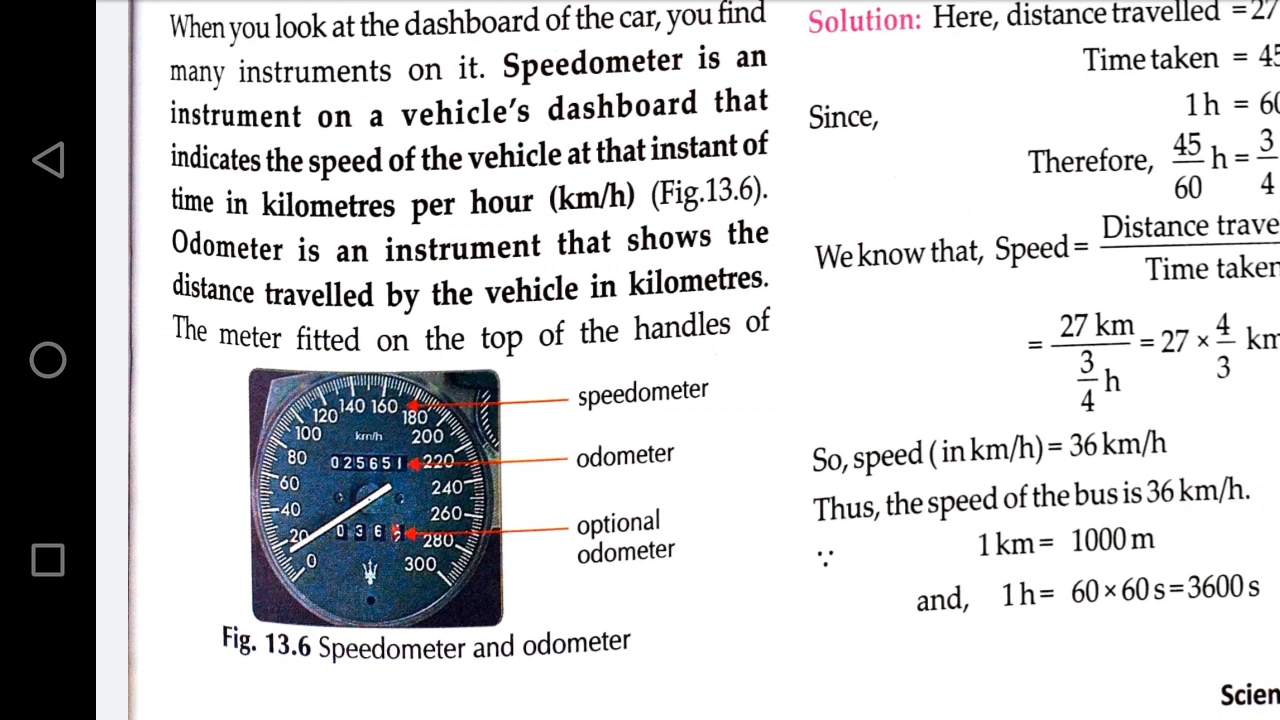 When you look at the dashboard of the car, you find
many instruments on it. Speedometer is an
instrument on a vehicle's dashboard that
indicates the speed of the vehicle at that instant of
time in kilometres per hour (km/h) (Fig.13.6).
Odometer is an instrument that shows the
distance travelled by the vehicle in kilometres.
The meter fitted on the top of the handles of
speedometer
odometer
optional
odometer
0
20
40
60
80
100
120
140
160
180
200
220
240
260
280
300
km/h
025651
036
Fig. 13.6 Speedometer and odometer
Solution: Here, distance travelled = 27
Time taken = 45
Since, 1 h = 60
Therefore, 45/60 h = 3/4
We know that, Speed = Distance trave/Time taken
= 27 km / 3/4 h = 27 × 4/3 km
So, speed (in km/h) = 36 km/h
Thus, the speed of the bus is 36 km/h.
∵ 1 km = 1000 m
and, 1 h = 60 × 60 s = 3600 s
Scien